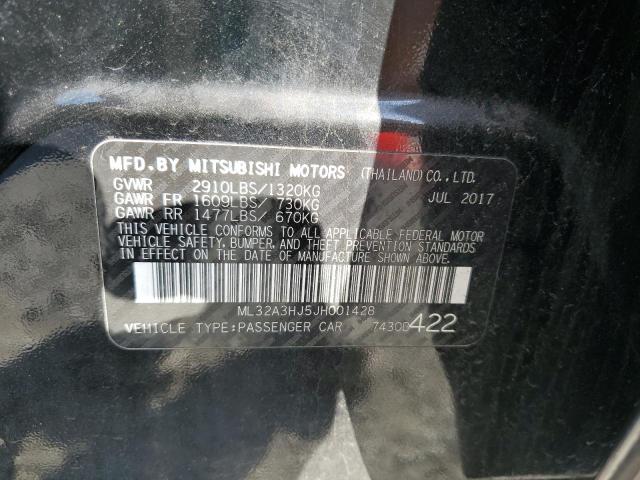 MFD.BY MITSUBISHI MOTORS (THAILAND) CO., LTD.
GVWR 2910LBS/1320KG JUL 2017
GAWR FR 1609LBS/ 730KG
GAWR RR 1477LBS/ 670KG
THIS VEHICLE CONFORMS TO ALL APPLICABLE FEDERAL MOTOR
VEHICLE SAFETY, BUMPER, AND THEFT PREVENTION STANDARDS
IN EFFECT ON THE DATE OF MANUFACTURE SHOWN ABOVE.
ML32A3HJ5JH001428
VEHICLE TYPE:PASSENGER CAR 7430D422